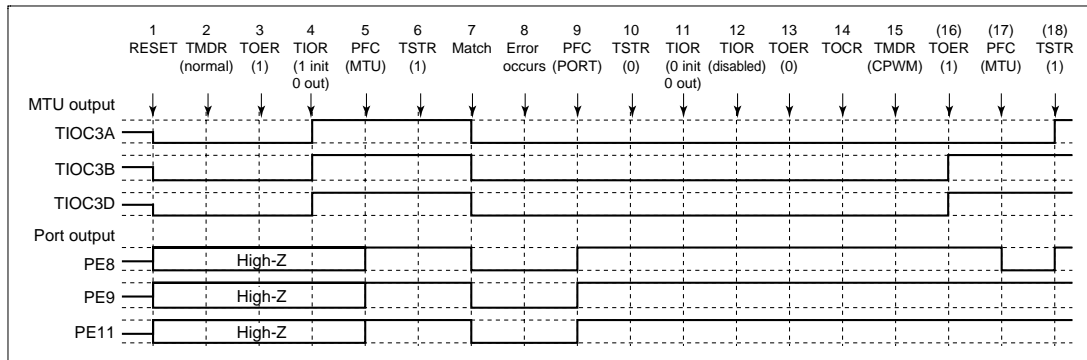 1 2 3 4 5 6 7 8 9 10 11 12 13 14 15 (16) (17) (18)
RESET TMDR TOER TIOR PFC TSTR Match Error PFC TSTR TIOR TIOR TOER TOCR TMDR TOER PFC TSTR
(normal) (1) (1 init (MTU) (1) occurs (PORT) (0) (0 init (disabled) (0) (CPWM) (1) (MTU) (1)
0 out) 0 out)
MTU output
TIOC3A
TIOC3B
TIOC3D
Port output
PE8 High-Z
PE9 High-Z
PE11 High-Z